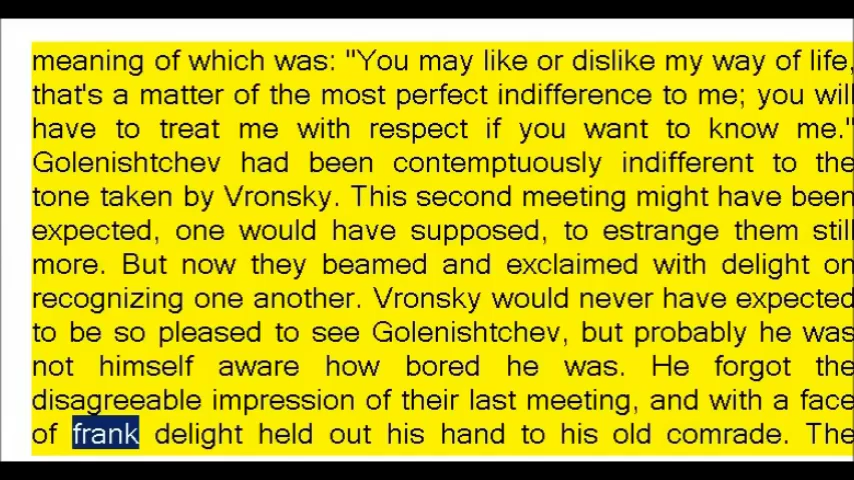 meaning of which was: "You may like or dislike my way of life,
that's a matter of the most perfect indifference to me; you will
have to treat me with respect if you want to know me."
Golenishtchev had been contemptuously indifferent to the
tone taken by Vronsky. This second meeting might have been
expected, one would have supposed, to estrange them still
more. But now they beamed and exclaimed with delight on
recognizing one another. Vronsky would never have expected
to be so pleased to see Golenishtchev, but probably he was
not himself aware how bored he was. He forgot the
disagreeable impression of their last meeting, and with a face
of frank delight held out his hand to his old comrade. The